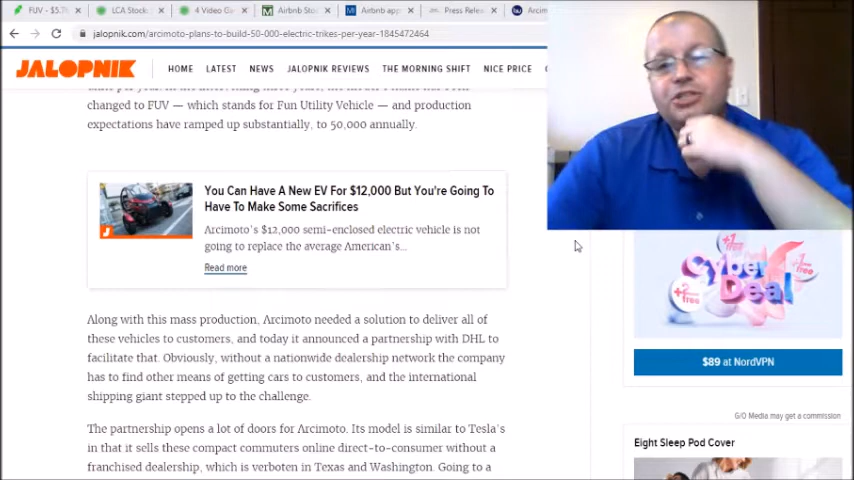 FUV - $5.7
LCA Stock:
4 Video Ga
Airbnb Sto
Airbnb app
Press Relea
Arcim
jalopnik.com/arcimoto-plans-to-build-50-000-electric-trikes-per-year-1845472464
JALOPNIK
HOME LATEST NEWS JALOPNIK REVIEWS THE MORNING SHIFT NICE PRICE
changed to FUV — which stands for Fun Utility Vehicle — and production
expectations have ramped up substantially, to 50,000 annually.
You Can Have A New EV For $12,000 But You're Going To
Have To Make Some Sacrifices
Arcimoto's $12,000 semi-enclosed electric vehicle is not
going to replace the average American's...
Read more
Along with this mass production, Arcimoto needed a solution to deliver all of
these vehicles to customers, and today it announced a partnership with DHL to
facilitate that. Obviously, without a nationwide dealership network the company
has to find other means of getting cars to customers, and the international
shipping giant stepped up to the challenge.
The partnership opens a lot of doors for Arcimoto. Its model is similar to Tesla's
in that it sells these compact commuters online direct-to-consumer without a
franchised dealership, which is verboten in Texas and Washington. Going to a
+1 free
Cyber
Deal
+2 free
+3 free
$89 at NordVPN
G/O Media may get a commission
Eight Sleep Pod Cover